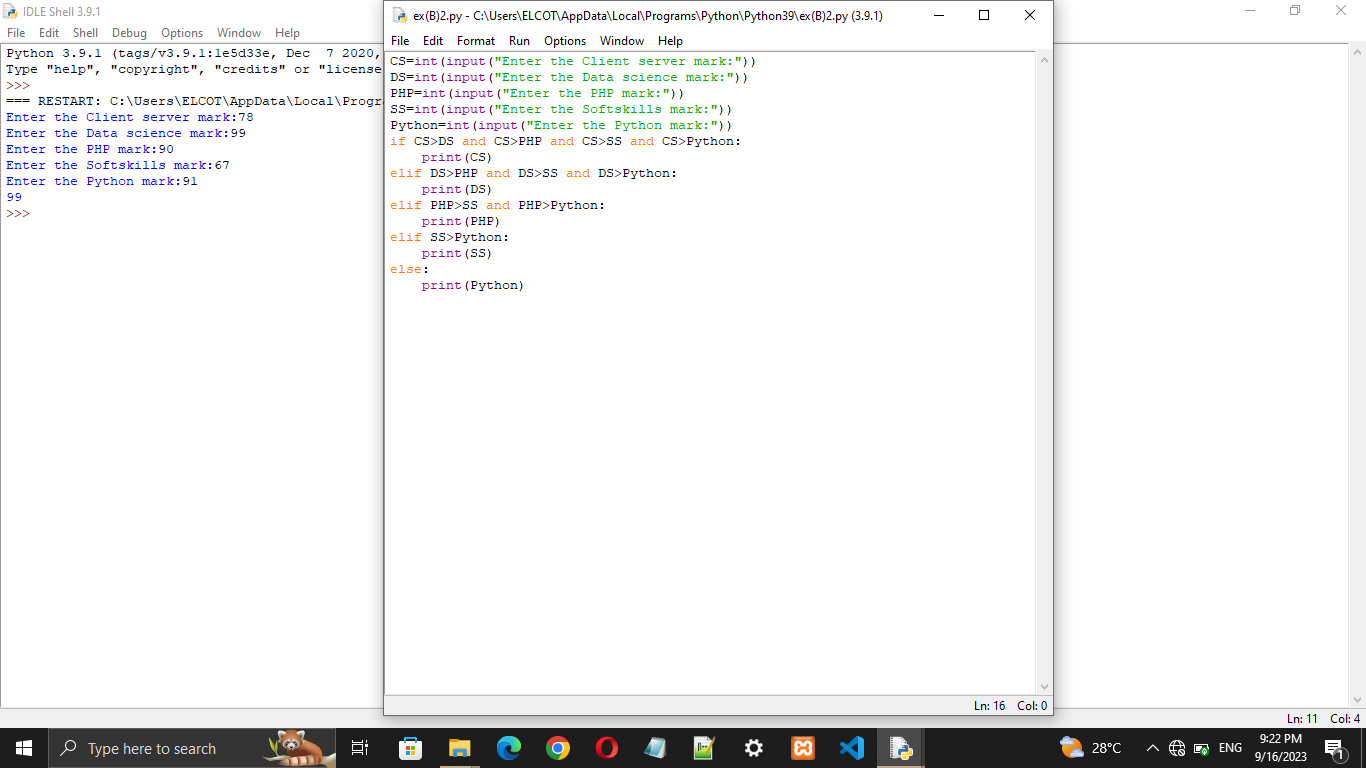 IDLE Shell 3.9.1
File Edit Shell Debug Options Window Help
Python 3.9.1 (tags/v3.9.1:1e5d33e, Dec  7 2020,
Type "help", "copyright", "credits" or "license
>>>
=== RESTART: C:\Users\ELCOT\AppData\Local\Progra
Enter the Client server mark:78
Enter the Data science mark:99
Enter the PHP mark:90
Enter the Softskills mark:67
Enter the Python mark:91
99
>>>
Ln: 11 Col: 4
ex(B)2.py - C:\Users\ELCOT\AppData\Local\Programs\Python\Python39\ex(B)2.py (3.9.1)
File Edit Format Run Options Window Help
CS=int(input("Enter the Client server mark:"))
DS=int(input("Enter the Data science mark:"))
PHP=int(input("Enter the PHP mark:"))
SS=int(input("Enter the Softskills mark:"))
Python=int(input("Enter the Python mark:"))
if CS>DS and CS>PHP and CS>SS and CS>Python:
    print(CS)
elif DS>PHP and DS>SS and DS>Python:
    print(DS)
elif PHP>SS and PHP>Python:
    print(PHP)
elif SS>Python:
    print(SS)
else:
    print(Python)
Ln: 16 Col: 0
Type here to search
28°C
ENG
9:22 PM
9/16/2023
1